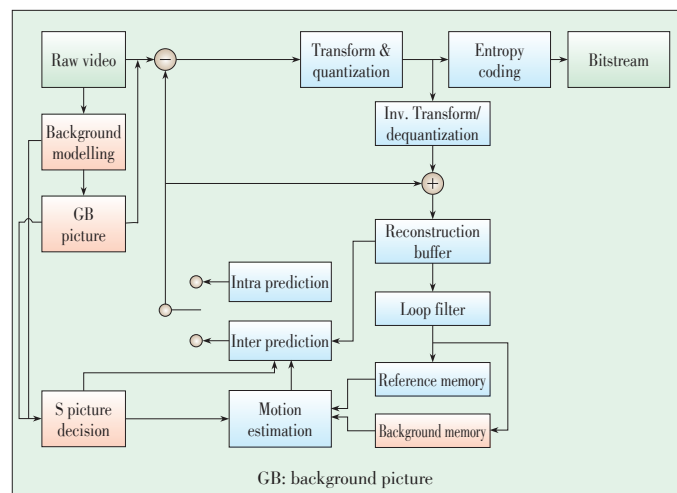 Raw video
−
Transform &
quantization
Entropy
coding
Bitstream
Inv. Transform/
dequantization
Background
modelling
+
GB
picture
Reconstruction
buffer
Intra prediction
Loop filter
Inter prediction
Reference memory
S picture
decision
Motion
estimation
Background memory
GB: background picture